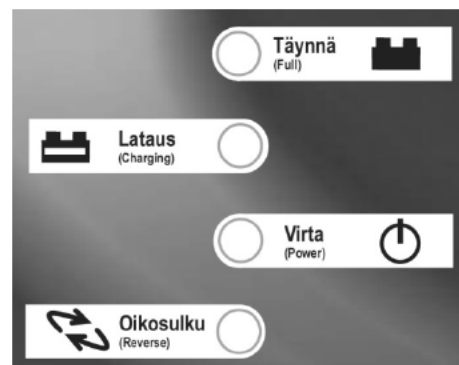 Täynnä
(Full)
Lataus
(Charging)
Virta
(Power)
Oikosulku
(Reverse)